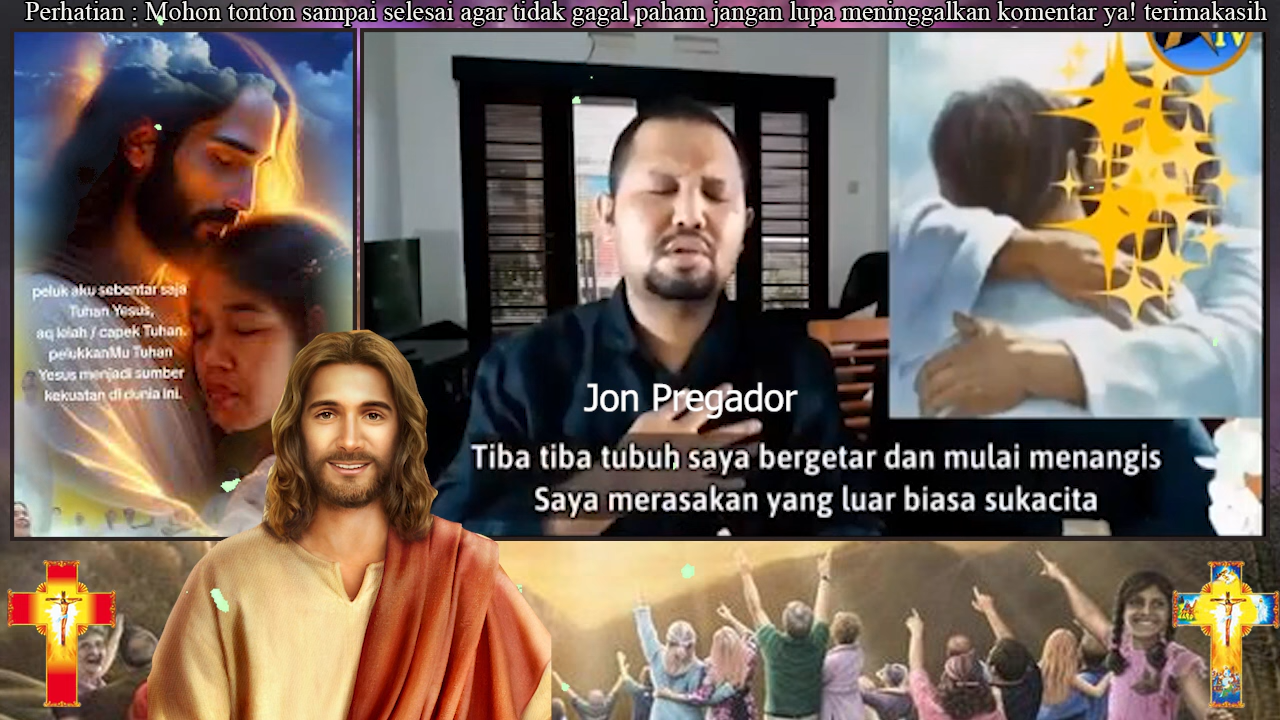 Perhatian : Mohon tonton sampai selesai agar tidak gagal paham jangan lupa meninggalkan komentar ya! terimakasih
peluk aku sebentar saja
Tuhan Yesus,
aq lelah / capek Tuhan.
pelukkanMu Tuhan
Yesus menjadi sumber
kekuatan di dunia ini.
Jon Pregador
Tiba tiba tubuh saya bergetar dan mulai menangis
Saya merasakan yang luar biasa sukacita